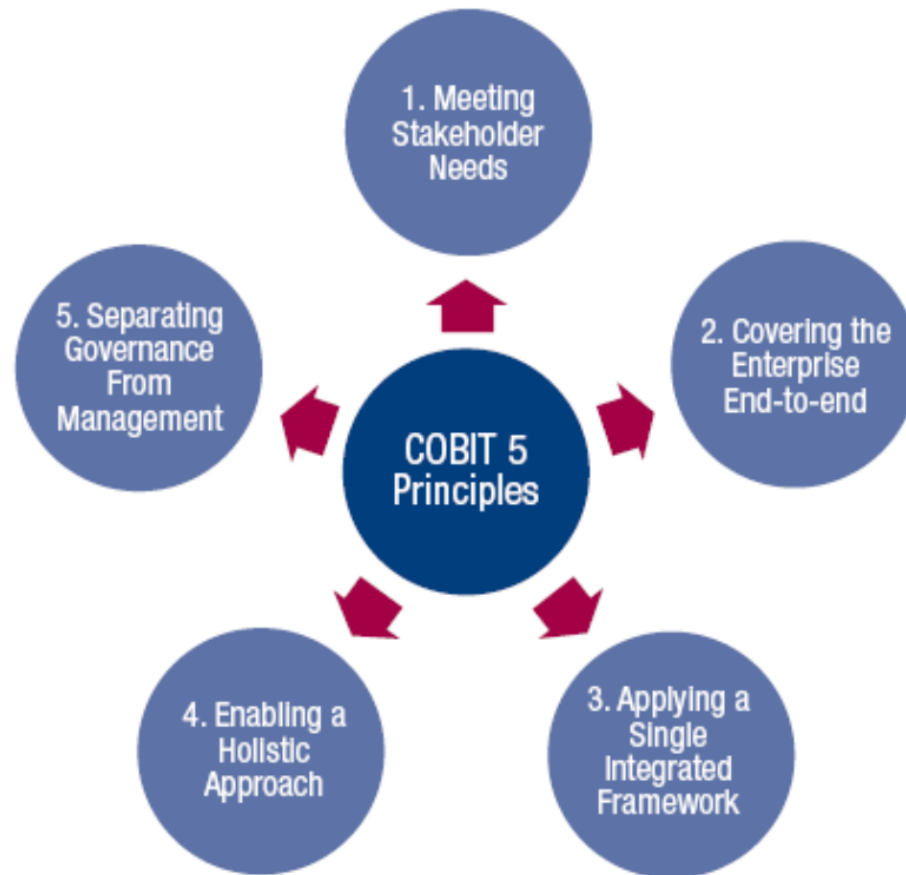 1. Meeting
Stakeholder
Needs
5. Separating
Governance
From
Management
2. Covering the
Enterprise
End-to-end
COBIT 5
Principles
4. Enabling a
Holistic
Approach
3. Applying a
Single
Integrated
Framework